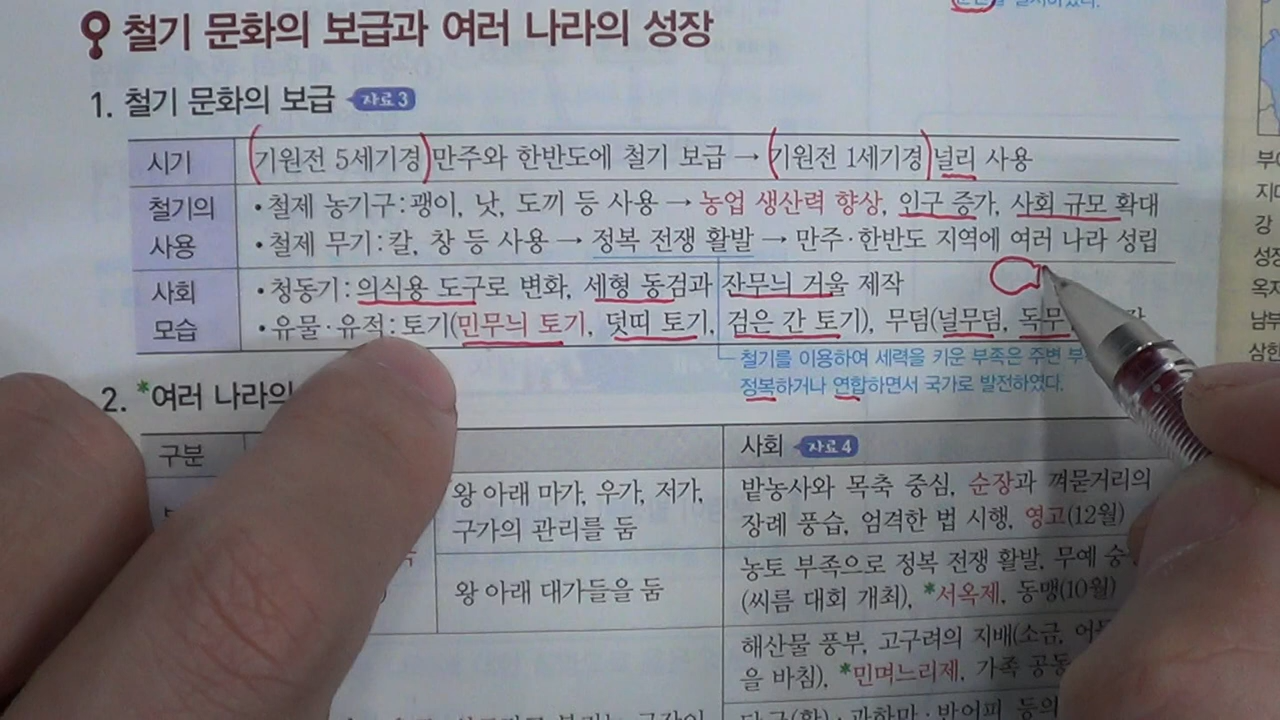 철기 문화의 보급과 여러 나라의 성장
1. 철기 문화의 보급 자료3
시기 기원전 5세기경 만주와 한반도에 철기 보급 → 기원전 1세기경 널리 사용
철기의 사용
• 철제 농기구: 괭이, 낫, 도끼 등 사용 → 농업 생산력 향상, 인구 증가, 사회 규모 확대
• 철제 무기: 칼, 창 등 사용 → 정복 전쟁 활발 → 만주·한반도 지역에 여러 나라 성립
사회 모습
• 청동기: 의식용 도구로 변화, 세형 동검과 잔무늬 거울 제작
• 유물·유적: 토기(민무늬 토기, 덧띠 토기, 검은 간 토기), 무덤(널무덤, 독무
철기를 이용하여 세력을 키운 부족은 주변
정복하거나 연합하면서 국가로 발전하였다.
2. *여러 나라의
구분
사회 자료4
왕 아래 마가, 우가, 저가,
구가의 관리를 둠
밭농사와 목축 중심, 순장과 껴묻거리의
장례 풍습, 엄격한 법 시행, 영고(12월)
왕 아래 대가들을 둠
농토 부족으로 정복 전쟁 활발, 무예
(씨름 대회 개최), *서옥제, 동맹(10월)
해산물 풍부, 고구려의 지배(소금,
을 바침), *민며느리제, 가족 공동
강
남부
삼한